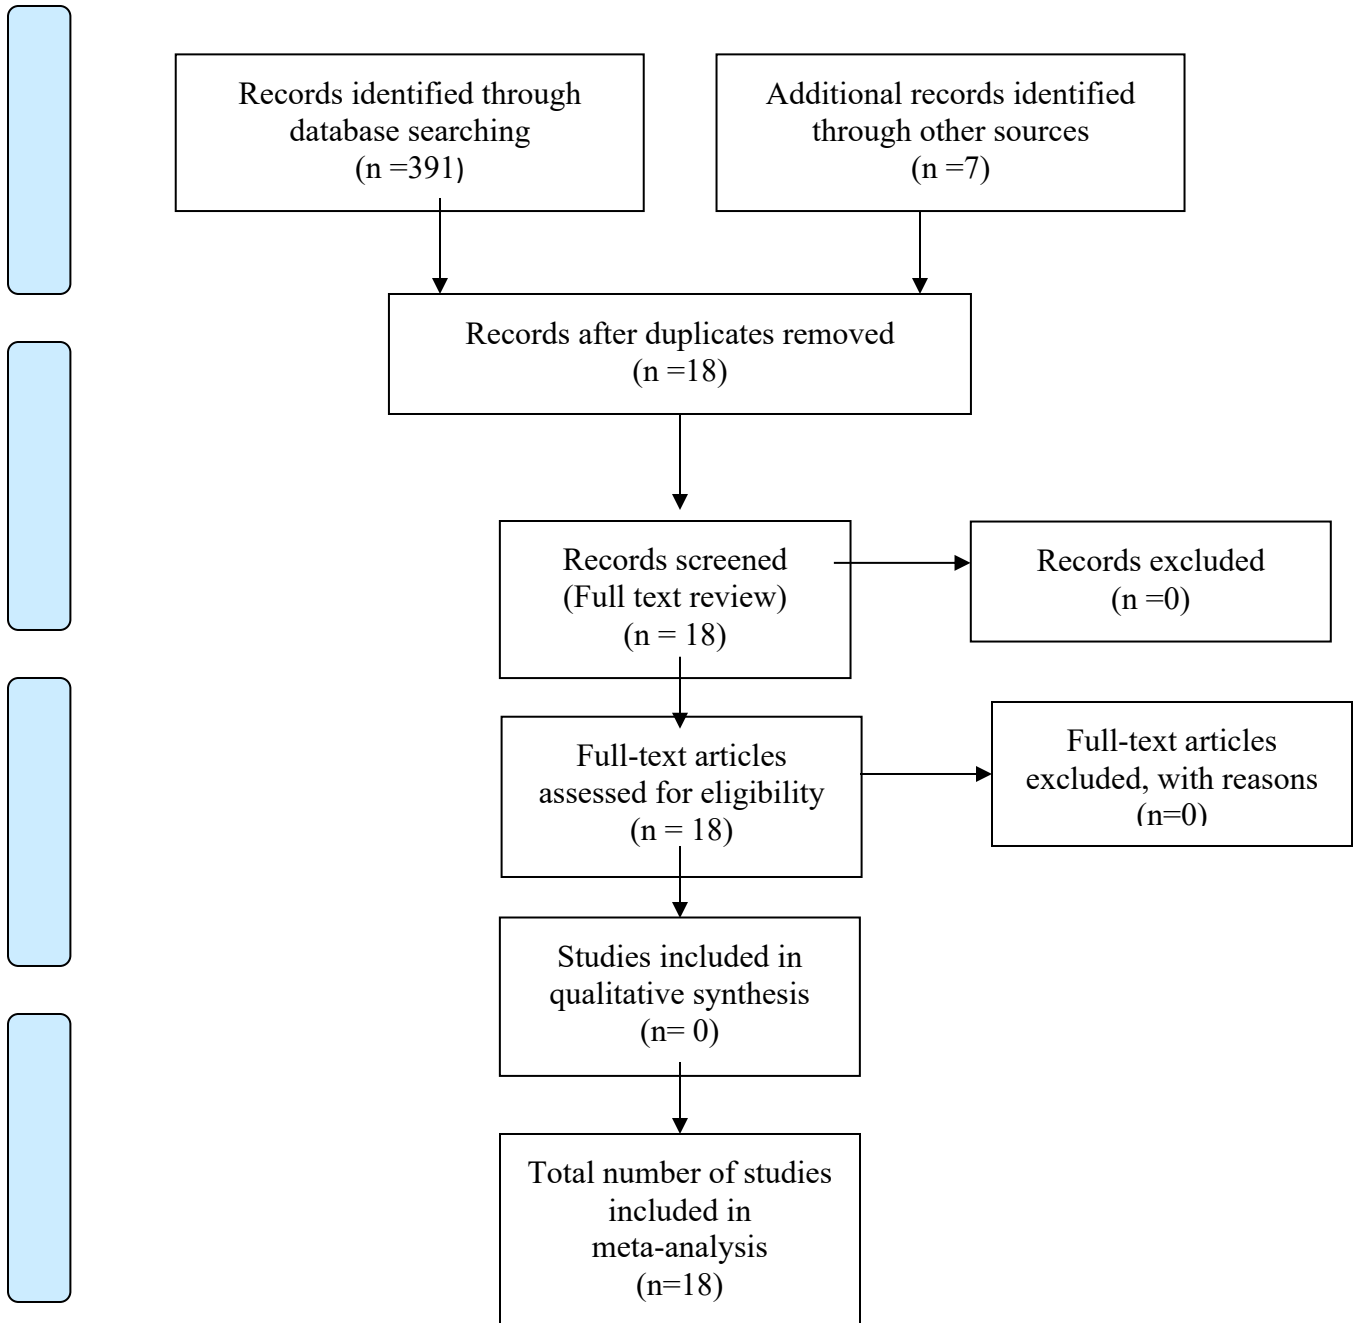 Records identified through
database searching
(n =391)
Additional records identified
through other sources
(n =7)
Records after duplicates removed
(n =18)
Records screened
(Full text review)
(n = 18)
Records excluded
(n =0)
Full-text articles
assessed for eligibility
(n = 18)
Full-text articles
excluded, with reasons
(n=0)
Studies included in
qualitative synthesis
(n= 0)
Total number of studies
included in
meta-analysis
(n=18)